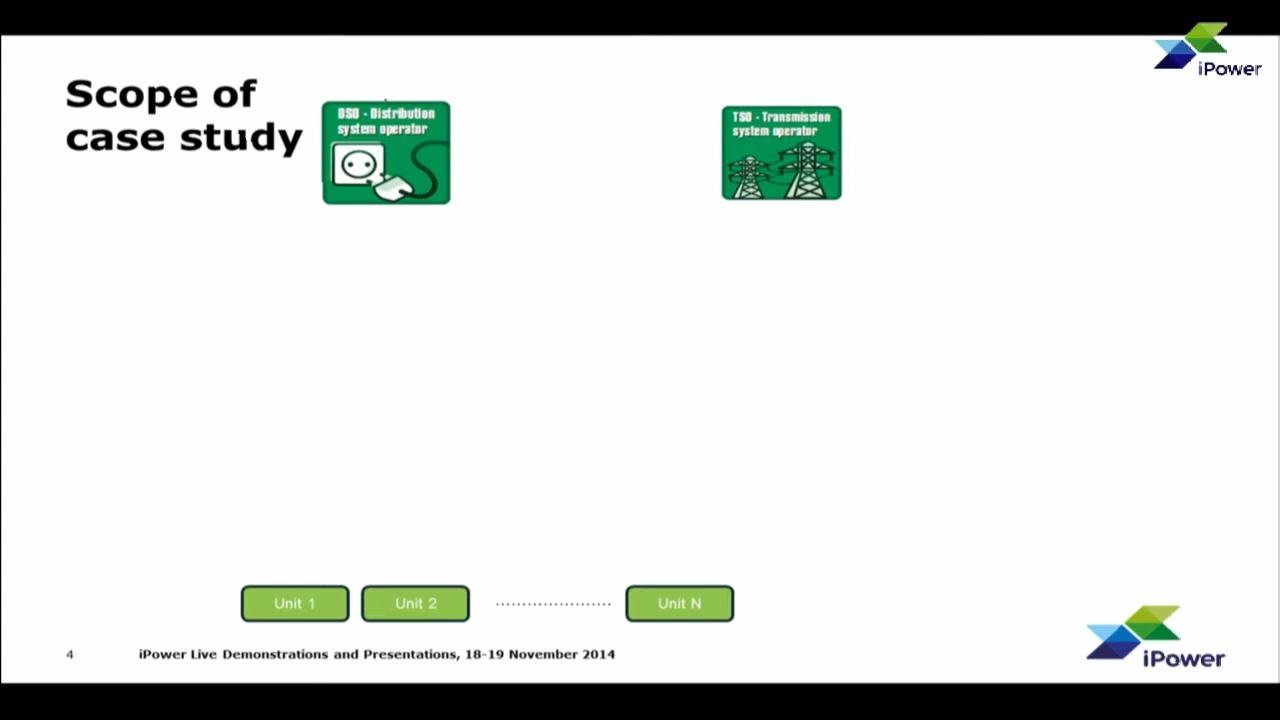 iPower
Scope of
case study
DSO - Distribution
system operator
TSO - Transmission
system operator
Unit 1
Unit 2
Unit N
4
iPower Live Demonstrations and Presentations, 18-19 November 2014
iPower